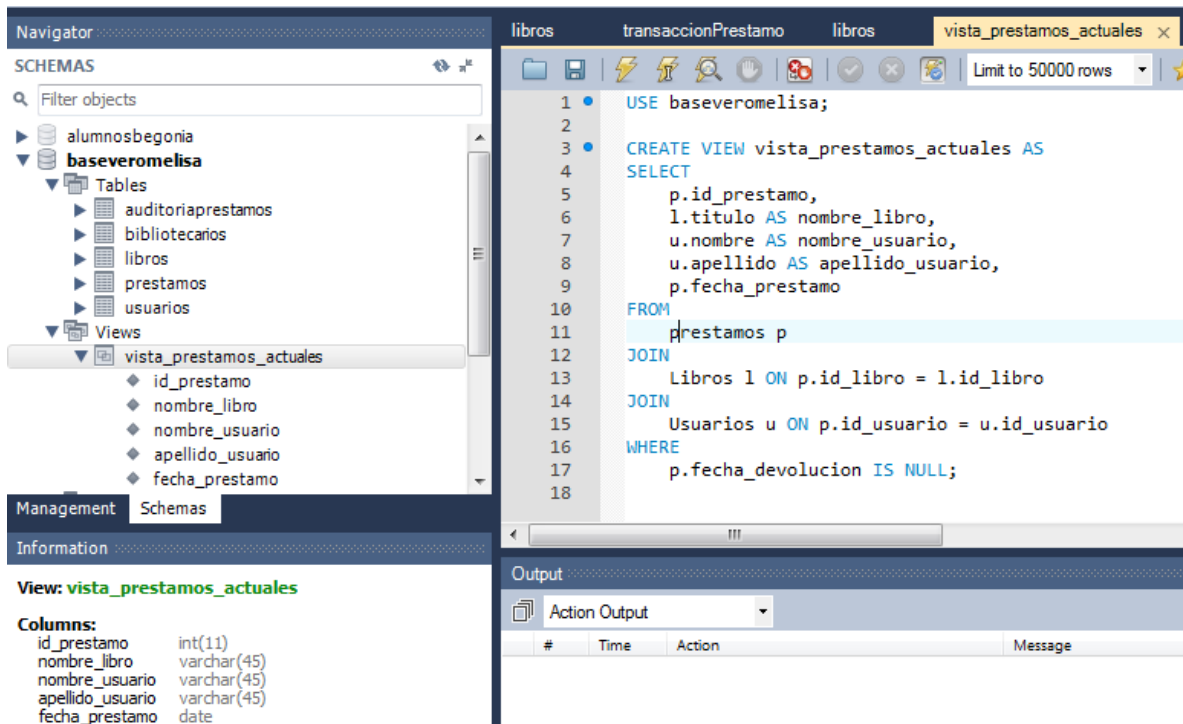 Navigator
SCHEMAS
Filter objects
alumnosbegonia
baseveromelisa
Tables
auditoriaprestamos
bibliotecarios
libros
prestamos
usuarios
Views
vista_prestamos_actuales
id_prestamo
nombre_libro
nombre_usuario
apellido_usuario
fecha_prestamo
Management Schemas
Information
View: vista_prestamos_actuales
Columns:
id_prestamo int(11)
nombre_libro varchar(45)
nombre_usuario varchar(45)
apellido_usuario varchar(45)
fecha_prestamo date
libros transaccionPrestamo libros vista_prestamos_actuales
Limit to 50000 rows
1 USE baseveromelisa;
2
3 CREATE VIEW vista_prestamos_actuales AS
4 SELECT
5 p.id_prestamo,
6 l.titulo AS nombre_libro,
7 u.nombre AS nombre_usuario,
8 u.apellido AS apellido_usuario,
9 p.fecha_prestamo
10 FROM
11 prestamos p
12 JOIN
13 Libros l ON p.id_libro = l.id_libro
14 JOIN
15 Usuarios u ON p.id_usuario = u.id_usuario
16 WHERE
17 p.fecha_devolucion IS NULL;
18
Output
Action Output
# Time Action Message